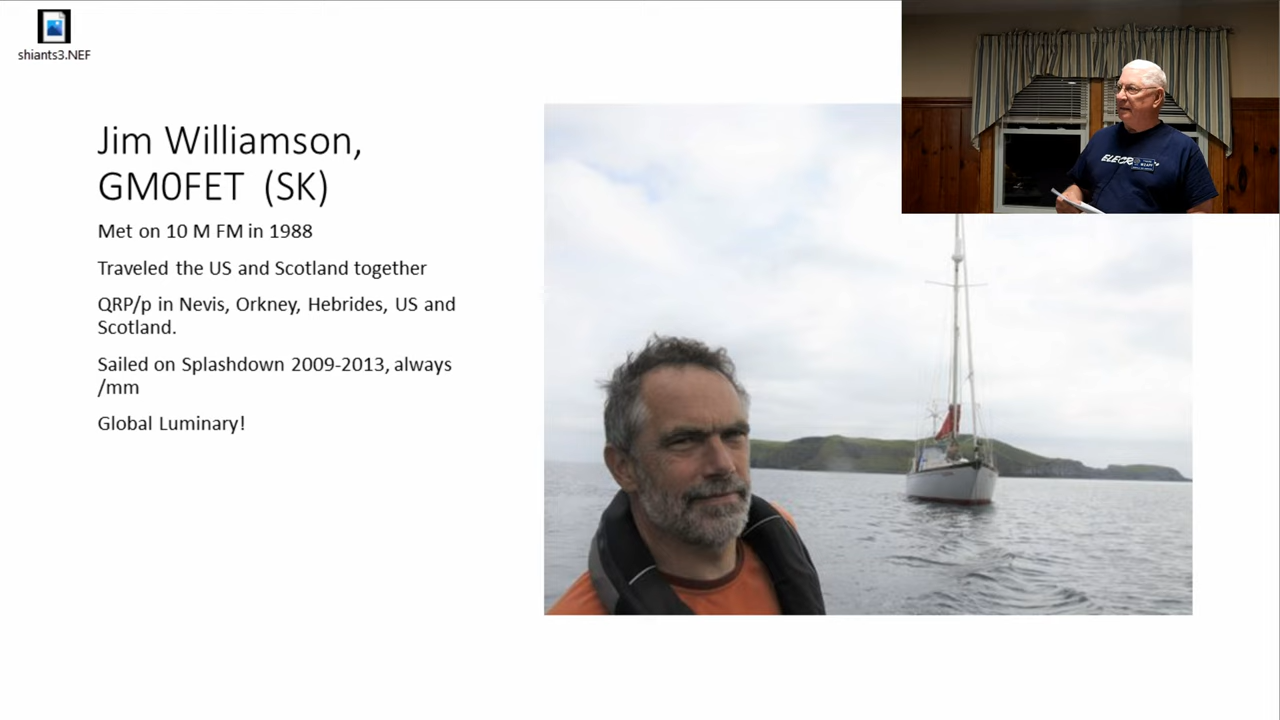 shiants3.NEF
Jim Williamson,
GM0FET (SK)
Met on 10 M FM in 1988
Traveled the US and Scotland together
QRP/p in Nevis, Orkney, Hebrides, US and
Scotland.
Sailed on Splashdown 2009-2013, always
/mm
Global Luminary!